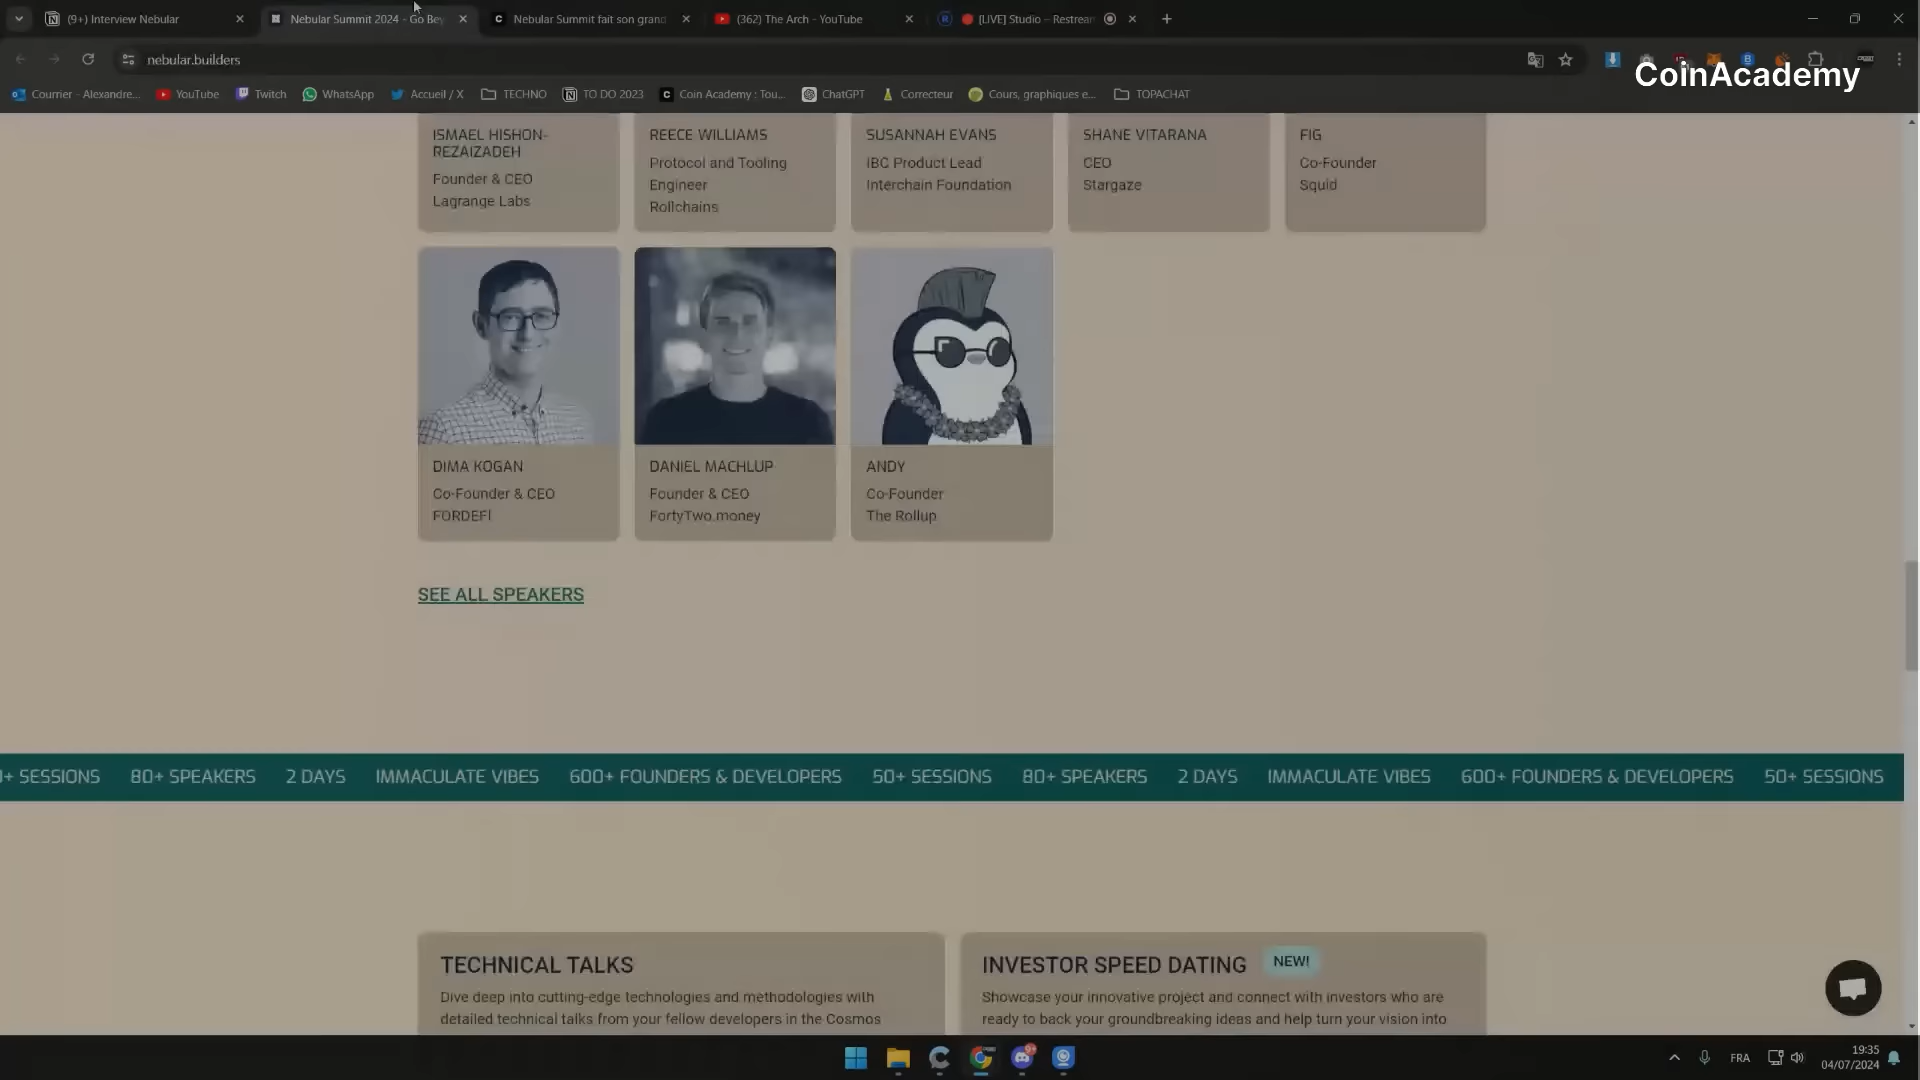 (9+) Interview Nebular
Nebular Summit 2024 - Go Bey
Nebular Summit fait son grand
(362) The Arch - YouTube
[LIVE] Studio – Restream
nebular.builders
CoinAcademy
Courrier - Alexandre...
YouTube
Twitch
WhatsApp
Accueil / X
TECHNO
TO DO 2023
Coin Academy : Tou...
ChatGPT
Correcteur
Cours, graphiques e...
TOPACHAT
ISMAEL HISHON-
REZAIZADEH
Founder & CEO
Lagrange Labs
REECE WILLIAMS
Protocol and Tooling
Engineer
Rollchains
SUSANNAH EVANS
IBC Product Lead
Interchain Foundation
SHANE VITARANA
CEO
Stargaze
FIG
Co-Founder
Squid
DIMA KOGAN
Co-Founder & CEO
FORDEFI
DANIEL MACHLUP
Founder & CEO
FortyTwo.money
ANDY
Co-Founder
The Rollup
SEE ALL SPEAKERS
+ SESSIONS 80+ SPEAKERS 2 DAYS IMMACULATE VIBES 600+ FOUNDERS & DEVELOPERS 50+ SESSIONS 80+ SPEAKERS 2 DAYS IMMACULATE VIBES 600+ FOUNDERS & DEVELOPERS 50+ SESSIONS
TECHNICAL TALKS
Dive deep into cutting-edge technologies and methodologies with
detailed technical talks from your fellow developers in the Cosmos
INVESTOR SPEED DATING NEW!
Showcase your innovative project and connect with investors who are
ready to back your groundbreaking ideas and help turn your vision into
FRA
19:35
04/07/2024